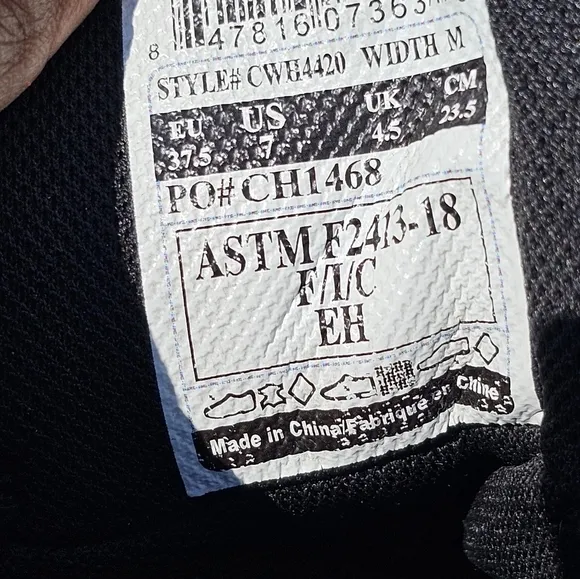 8 47816 07363
STYLE# CWB4420 WIDTH M
EU US UK CM
37.5 7 4.5 23.5
PO# CH1468
ASTM F2413-18
F/I/C
EH
Made in China/Fabriqué en Chine